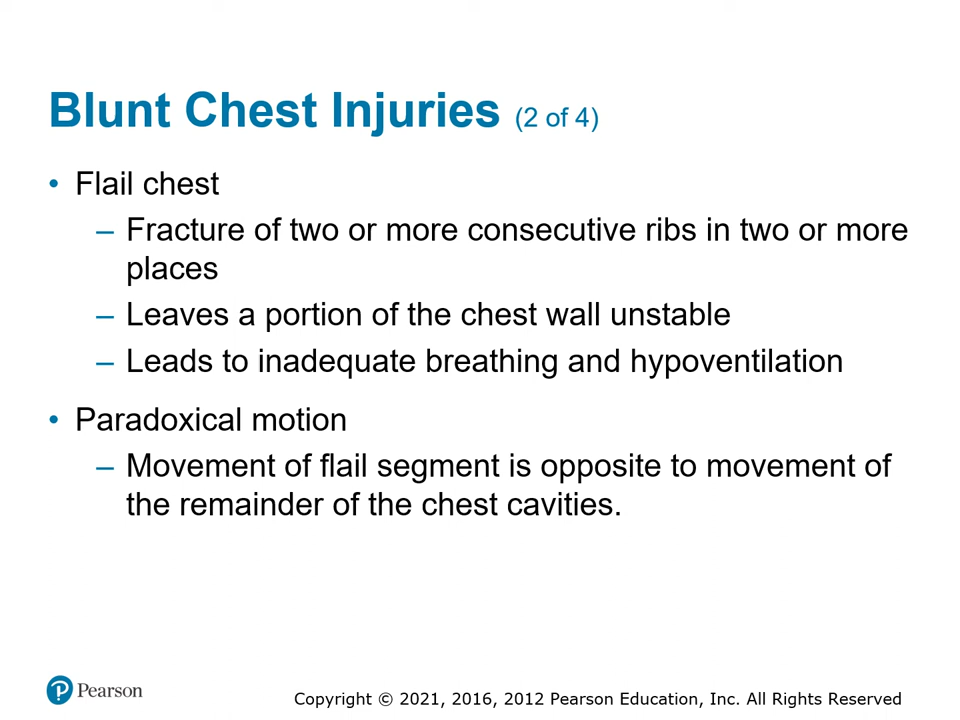 Blunt Chest Injuries (2 of 4)
• Flail chest
– Fracture of two or more consecutive ribs in two or more
places
– Leaves a portion of the chest wall unstable
– Leads to inadequate breathing and hypoventilation
• Paradoxical motion
– Movement of flail segment is opposite to movement of
the remainder of the chest cavities.
Pearson
Copyright © 2021, 2016, 2012 Pearson Education, Inc. All Rights Reserved